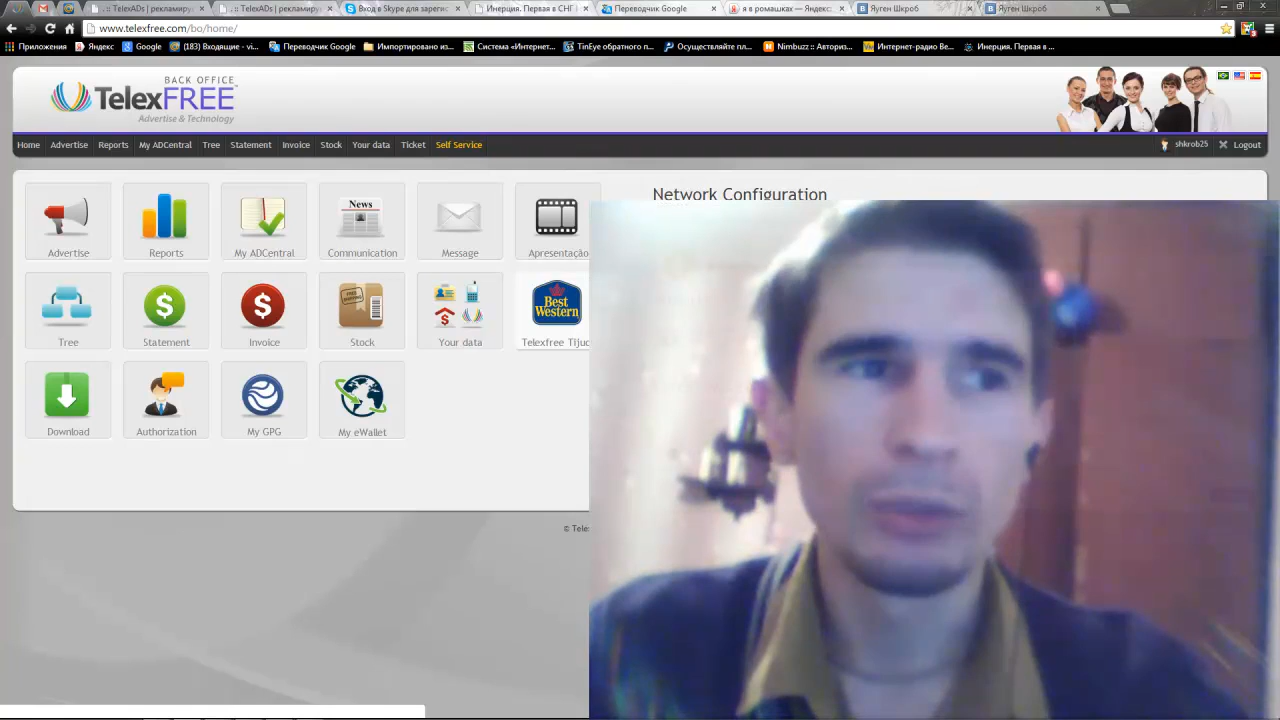 .:: TelexADs | рекламиру
.:: TelexADs | рекламиру
Вход в Skype для зарегис
Инерция. Первая в СНГ
Переводчик Google
я в ромашках — Яндекс
Яуген Шкроб
Яуген Шкроб
www.telexfree.com/bo/home/
Приложения
Яндекс
Google
(183) Входящие - vi...
Переводчик Google
Импортировано из...
Система «Интернет...
TinEye обратного п...
Осуществляйте пл...
Nimbuzz :: Авториз...
Интернет-радио Ве...
Инерция. Первая в ...
BACK OFFICE
TelexFREE
Advertise & Technology
Home Advertise Reports My ADCentral Tree Statement Invoice Stock Your data Ticket Self Service
shkrob25
Logout
Network Configuration
News
Advertise Reports My ADCentral Communication Message Apresentação
FREE SHIPPING
Best
Western
Tree Statement Invoice Stock Your data Telexfree Tijuc
Download Authorization My GPG My eWallet
© Telex